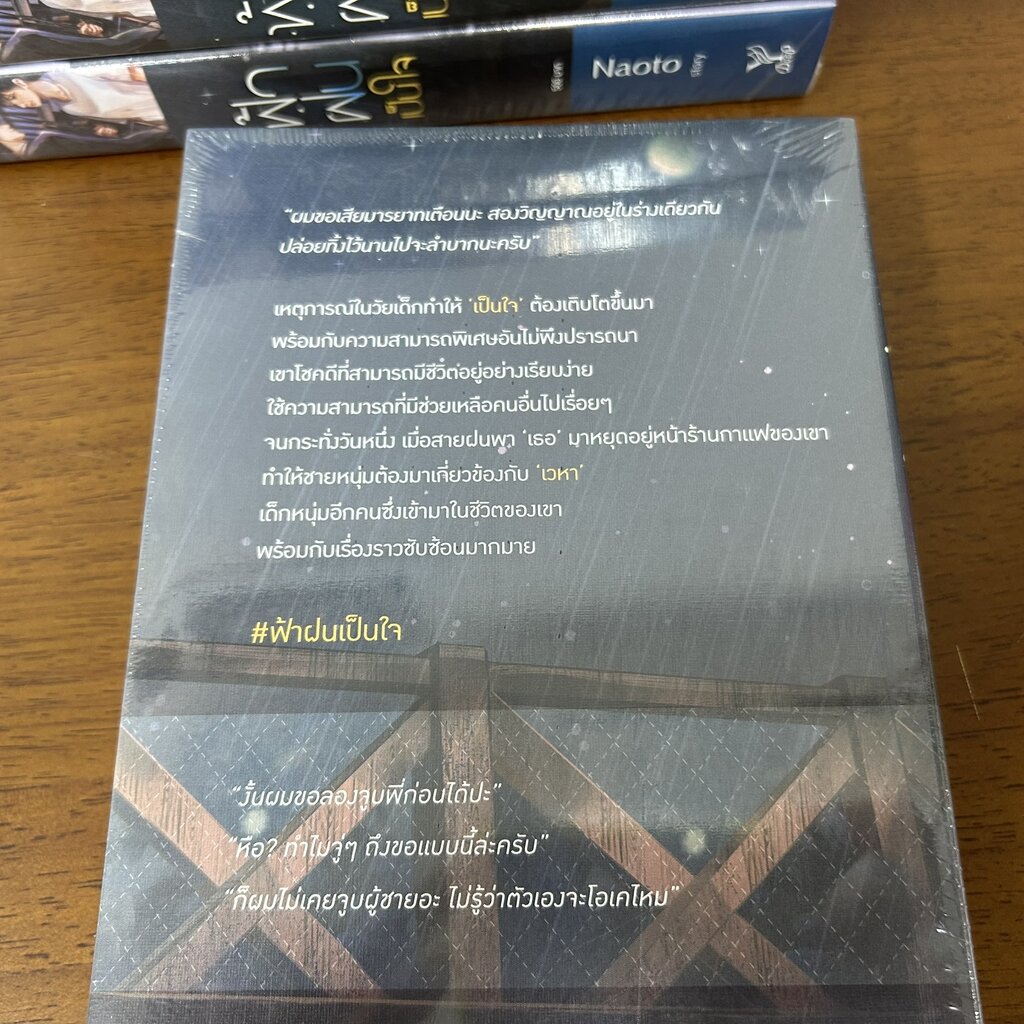 เป็นใจ
Naoto
"ผมขอเสียมารยาทเตือนนะ สองวิญญาณอยู่ในร่างเดียวกัน
ปล่อยทิ้งไว้นานไปจะลำบากนะครับ"
เหตุการณ์ในวัยเด็กทำให้ 'เป็นใจ' ต้องเติบโตขึ้นมา
พร้อมกับความสามารถพิเศษอันไม่พึงปรารถนา
เขาโชคดีที่สามารถมีชีวิตอยู่อย่างเรียบง่าย
ใช้ความสามารถที่มีช่วยเหลือคนอื่นไปเรื่อยๆ
จนกระทั่งวันหนึ่ง เมื่อสายฝนพา 'เธอ' มาหยุดอยู่หน้าร้านกาแฟของเขา
ทำให้ชายหนุ่มต้องมาเกี่ยวข้องกับ 'เวหา'
เด็กหนุ่มอีกคนซึ่งเข้ามาในชีวิตของเขา
พร้อมกับเรื่องราวซับซ้อนมากมาย
#ฟ้าฝนเป็นใจ
"งั้นผมขอลองจูบพี่ก่อนได้ปะ"
"หือ? ทำไมจู่ๆ ถึงขอแบบนี้ล่ะครับ"
"ก็ผมไม่เคยจูบผู้ชายอะ ไม่รู้ว่าตัวเองจะโอเคไหม"